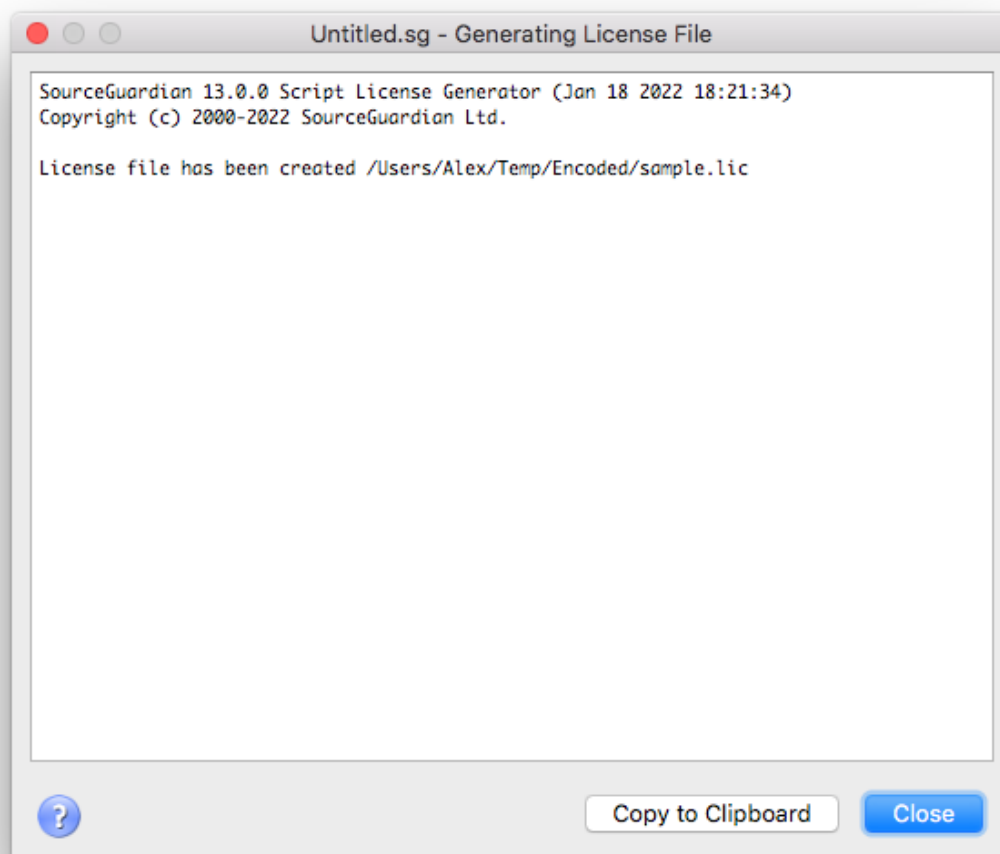 Untitled.sg - Generating License File
SourceGuardian 13.0.0 Script License Generator (Jan 18 2022 18:21:34)
Copyright (c) 2000-2022 SourceGuardian Ltd.
License file has been created /Users/Alex/Temp/Encoded/sample.lic
? Copy to Clipboard Close